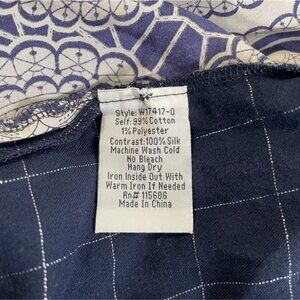 Style: W17417-0
Self: 99% Cotton
1% Polyester
Contrast: 100% Silk
Machine Wash Cold
No Bleach
Hang Dry
Iron Inside Out With
Warm Iron If Needed
Rn# 115686
Made In China